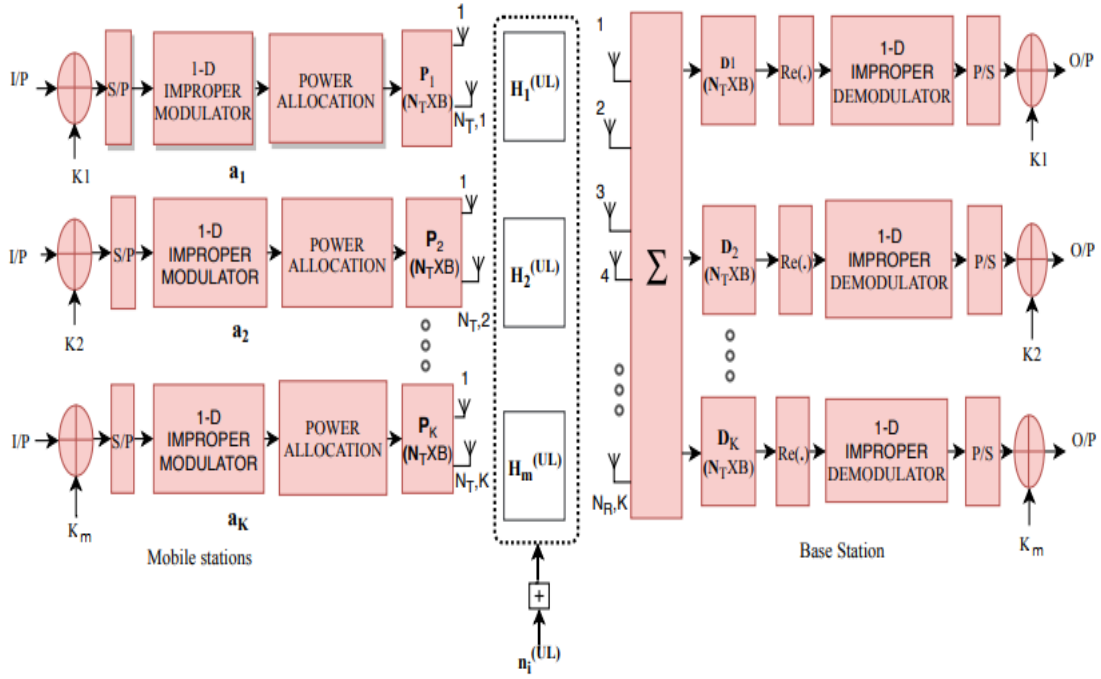 I/P
K1
S/P
1-D
IMPROPER
MODULATOR
a1
POWER
ALLOCATION
P1
(NTXB)
1
NT,1
H1(UL)
1
2
3
4
NR,K
∑
D1
(NTXB)
Re(.)
1-D
IMPROPER
DEMODULATOR
P/S
O/P
K1
I/P
K2
S/P
1-D
IMPROPER
MODULATOR
a2
POWER
ALLOCATION
P2
(NTXB)
1
NT,2
H2(UL)
D2
(NTXB)
Re(.)
1-D
IMPROPER
DEMODULATOR
P/S
O/P
K2
I/P
Km
S/P
1-D
IMPROPER
MODULATOR
aK
POWER
ALLOCATION
PK
(NTXB)
1
NT,K
Hm(UL)
DK
(NTXB)
Re(.)
1-D
IMPROPER
DEMODULATOR
P/S
O/P
Km
Mobile stations
Base Station
+
ni(UL)